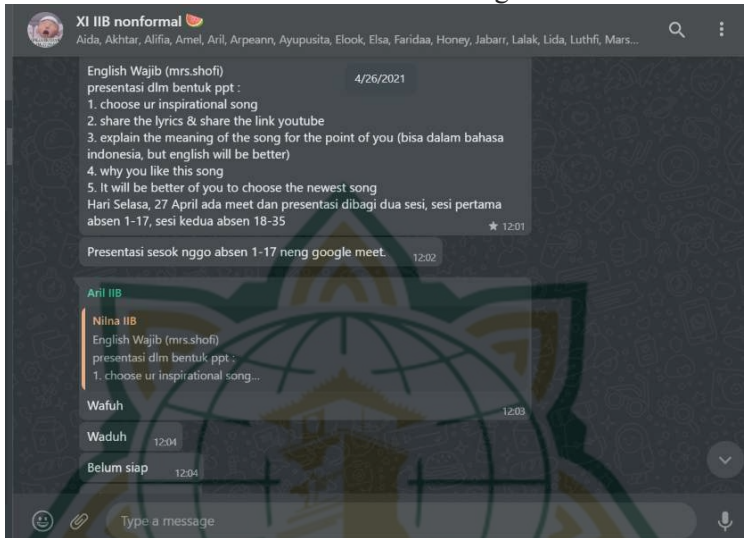 XI IIB nonformal 🍉
Aida, Akhtar, Alifia, Amel, Aril, Arpeann, Ayupusita, Elook, Elsa, Faridaa, Honey, Jabarr, Lalak, Lida, Luthfi, Mars...
4/26/2021
English Wajib (mrs.shofi)
presentasi dlm bentuk ppt :
1. choose ur inspirational song
2. share the lyrics & share the link youtube
3. explain the meaning of the song for the point of you (bisa dalam bahasa
indonesia, but english will be better)
4. why you like this song
5. It will be better of you to choose the newest song
Hari Selasa, 27 April ada meet dan presentasi dibagi dua sesi, sesi pertama
absen 1-17, sesi kedua absen 18-35
★ 12:01
Presentasi sesok nggo absen 1-17 neng google meet. 12:02
Aril IIB
Nilna IIB
English Wajib (mrs.shofi)
presentasi dlm bentuk ppt :
1. choose ur inspirational song...
Wafuh 12:03
Waduh 12:04
Belum siap 12:04
Type a message